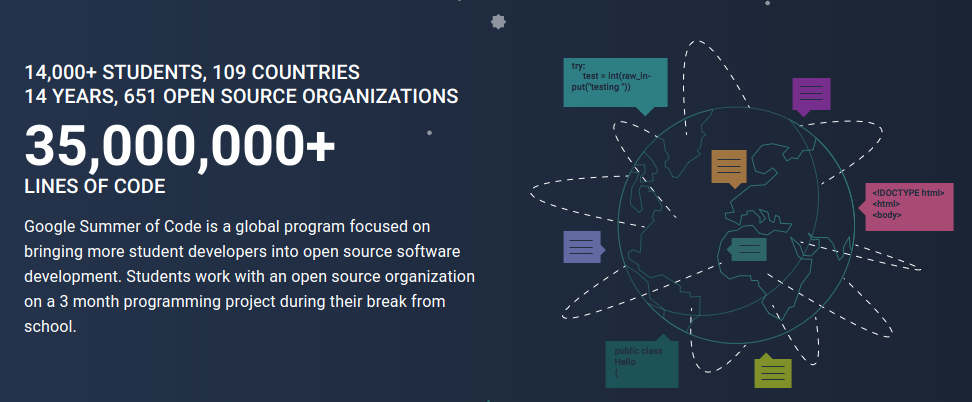 14,000+ STUDENTS, 109 COUNTRIES
14 YEARS, 651 OPEN SOURCE ORGANIZATIONS
35,000,000+
LINES OF CODE
Google Summer of Code is a global program focused on
bringing more student developers into open source software
development. Students work with an open source organization
on a 3 month programming project during their break from
school.
try:
test = int(raw_in-
put("testing "))
<!DOCTYPE html>
<html>
<body>
public class
Hello
{